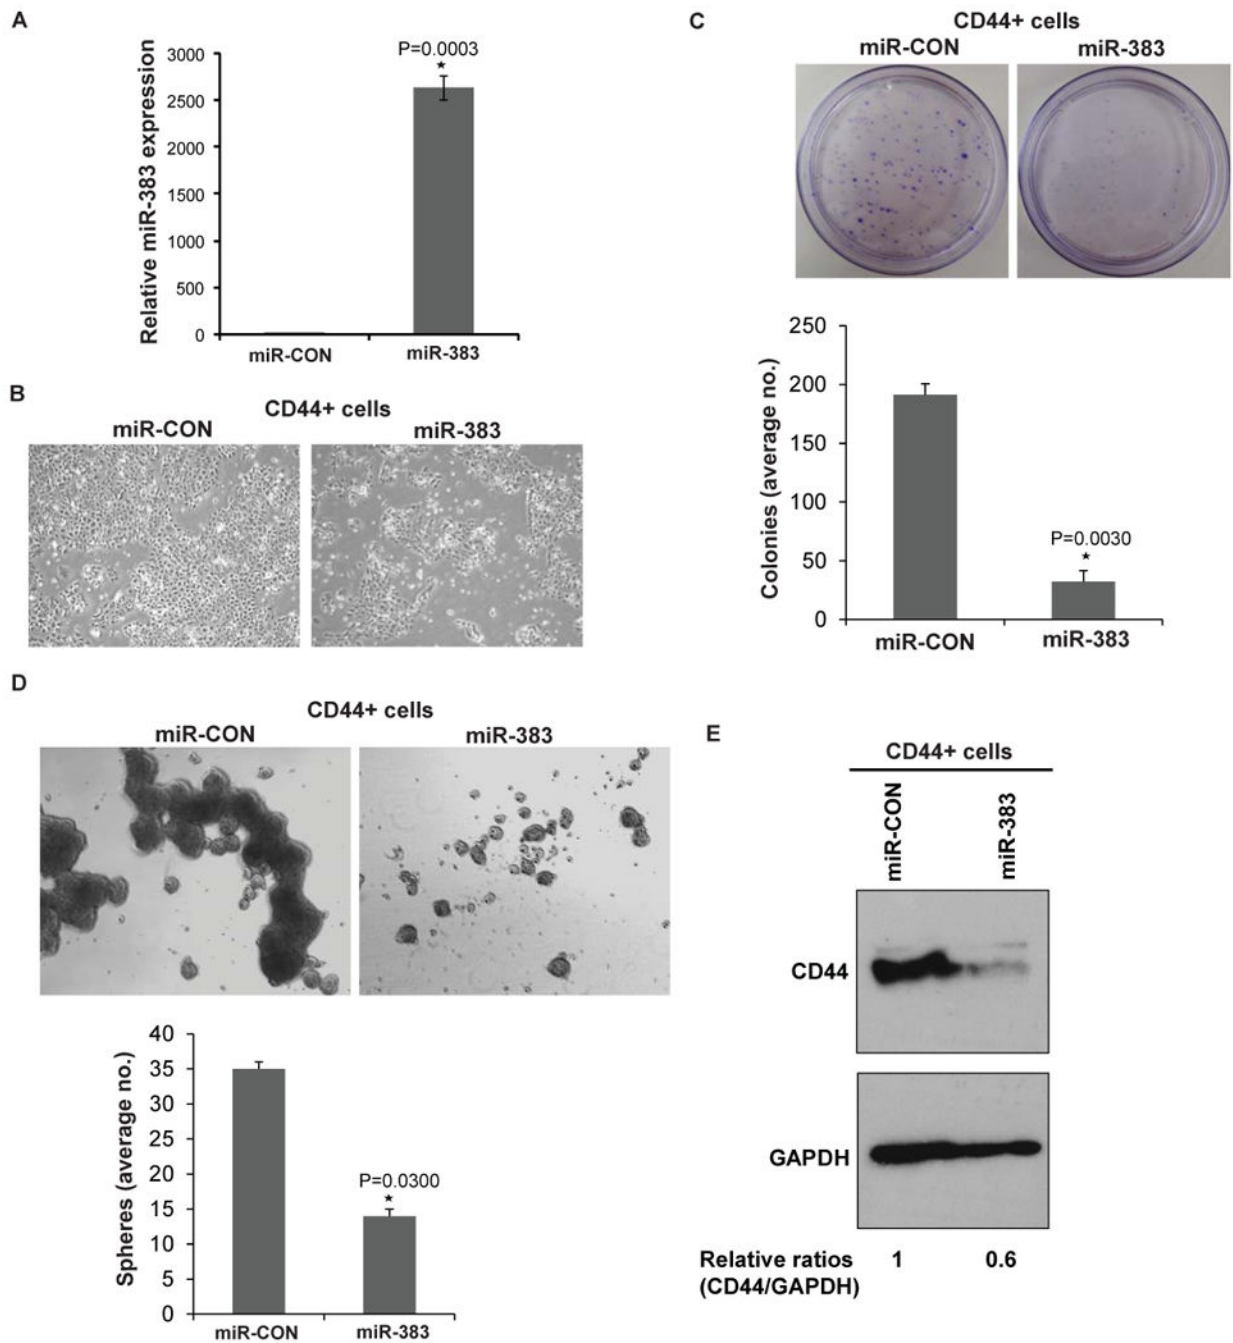 A
Relative miR-383 expression
3000
2500
2000
1500
1000
500
0
P=0.0003
★
miR-CON
miR-383
B
CD44+ cells
miR-CON
miR-383
C
CD44+ cells
miR-CON
miR-383
Colonies (average no.)
250
200
150
100
50
0
P=0.0030
★
miR-CON
miR-383
D
CD44+ cells
miR-CON
miR-383
Spheres (average no.)
40
35
30
25
20
15
10
5
0
P=0.0300
★
miR-CON
miR-383
E
CD44+ cells
miR-CON
miR-383
CD44
GAPDH
Relative ratios 1 0.6
(CD44/GAPDH)